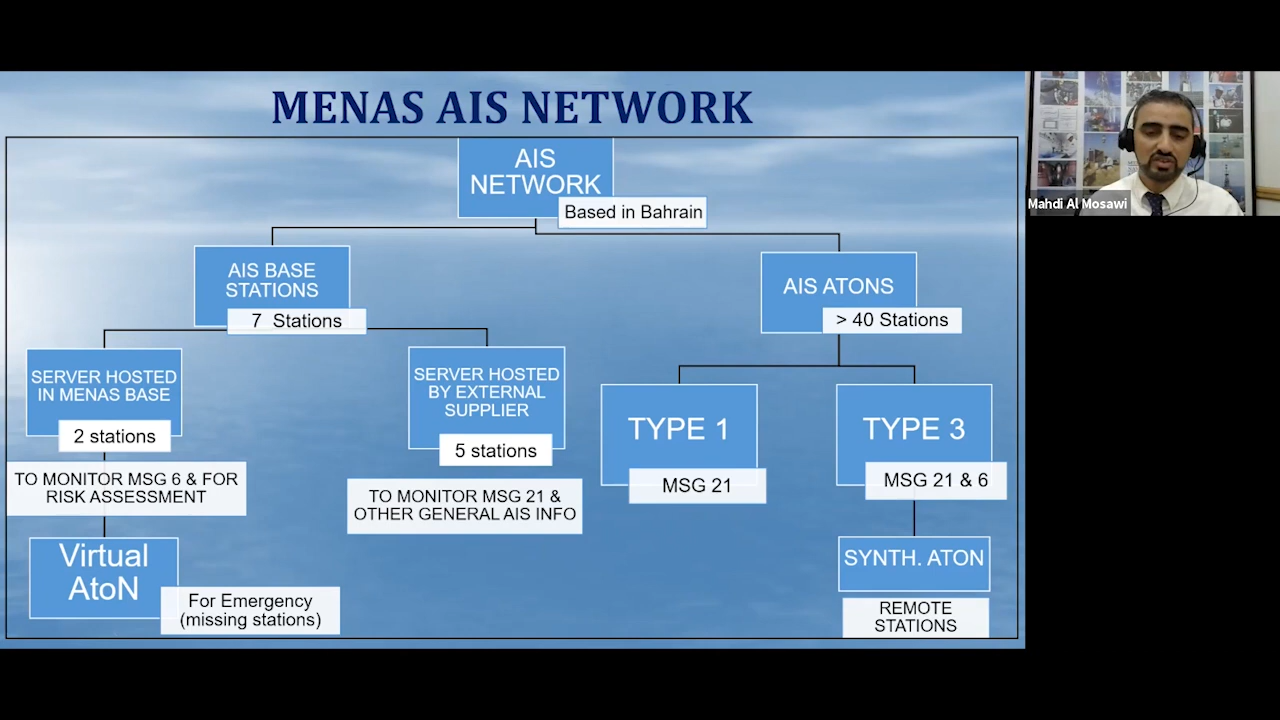 MENAS AIS NETWORK
AIS
NETWORK
Based in Bahrain
AIS BASE
STATIONS
7 Stations
AIS ATONS
> 40 Stations
SERVER HOSTED
IN MENAS BASE
2 stations
TO MONITOR MSG 6 & FOR
RISK ASSESSMENT
SERVER HOSTED
BY EXTERNAL
SUPPLIER
5 stations
TO MONITOR MSG 21 &
OTHER GENERAL AIS INFO
TYPE 1
MSG 21
TYPE 3
MSG 21 & 6
Virtual
AtoN
For Emergency
(missing stations)
SYNTH. ATON
REMOTE
STATIONS
Mahdi Al Mosawi